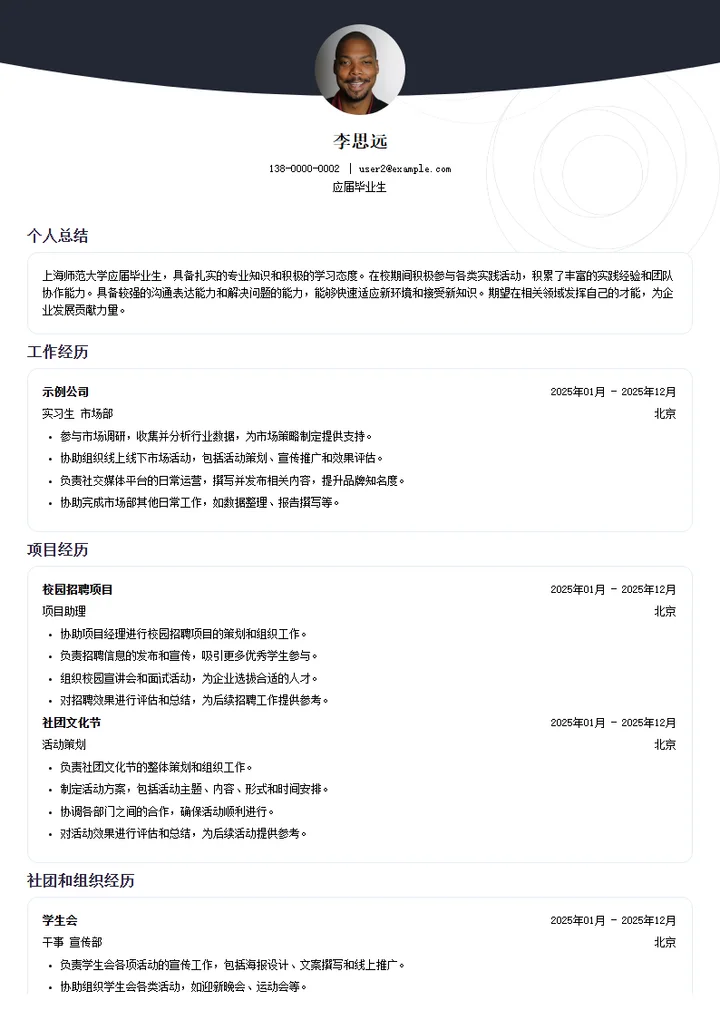 李思远
138-0000-0002 | user2@example.com
应届毕业生
个人总结
上海师范大学应届毕业生，具备扎实的专业知识和积极的学习态度。在校期间积极参与各类实践活动，积累了丰富的实践经验和团队
协作能力。具备较强的沟通表达能力和解决问题的能力，能够快速适应新环境和接受新知识。期望在相关领域发挥自己的才能，为企
业发展贡献力量。
工作经历
示例公司 2025年01月 - 2025年12月
实习生 市场部 北京
• 参与市场调研，收集并分析行业数据，为市场策略制定提供支持。
• 协助组织线上线下市场活动，包括活动策划、宣传推广和效果评估。
• 负责社交媒体平台的日常运营，撰写并发布相关内容，提升品牌知名度。
• 协助完成市场部其他日常工作，如数据整理、报告撰写等。
项目经历
校园招聘项目 2025年01月 - 2025年12月
项目助理 北京
• 协助项目经理进行校园招聘项目的策划和组织工作。
• 负责招聘信息的发布和宣传，吸引更多优秀学生参与。
• 组织校园宣讲会和面试活动，为企业选拔合适的人才。
• 对招聘效果进行评估和总结，为后续招聘工作提供参考。
社团文化节 2025年01月 - 2025年12月
活动策划 北京
• 负责社团文化节的整体策划和组织工作。
• 制定活动方案，包括活动主题、内容、形式和时间安排。
• 协调各部门之间的合作，确保活动顺利进行。
• 对活动效果进行评估和总结，为后续活动提供参考。
社团和组织经历
学生会 2025年01月 - 2025年12月
干事 宣传部 北京
• 负责学生会各项活动的宣传工作，包括海报设计、文案撰写和线上推广。
• 协助组织学生会各类活动，如迎新晚会、运动会等。